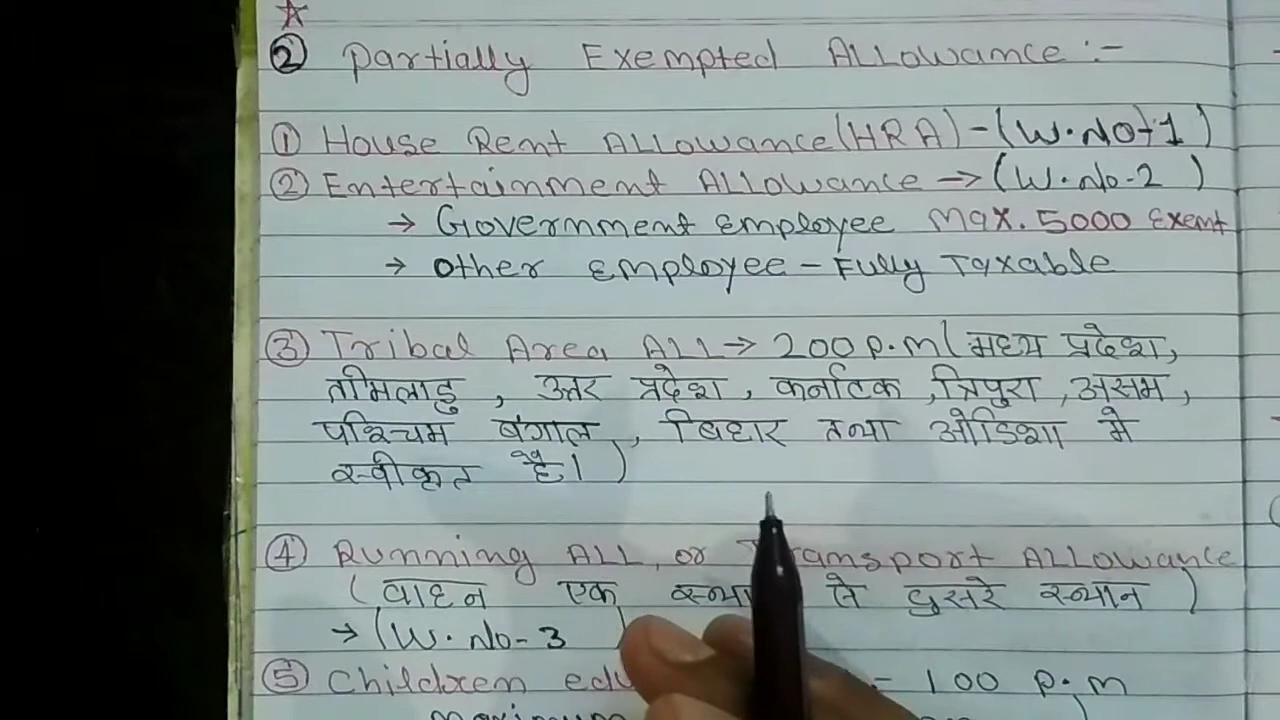 ② Partially Exempted Allowance :-
① House Rent Allowance (HRA) - (W.No-1)
② Entertainment Allowance → (W.No-2)
→ Government Employee Max. 5000 Exemt
→ Other Employee - Fully Taxable
③ Tribal Area All → 200 P.m (मध्य प्रदेश,
तमिलाडु, उत्तर प्रदेश, कर्नाटक, त्रिपुरा, असम,
पश्चिम बंगाल, बिहार तथा ओडिशा मे
स्वीकृत है।)
④ Running All, or Transport Allowance
(वाहन एक से दुसरे स्थान)
→ (W.No-3)
⑤ Children - 100 P.m